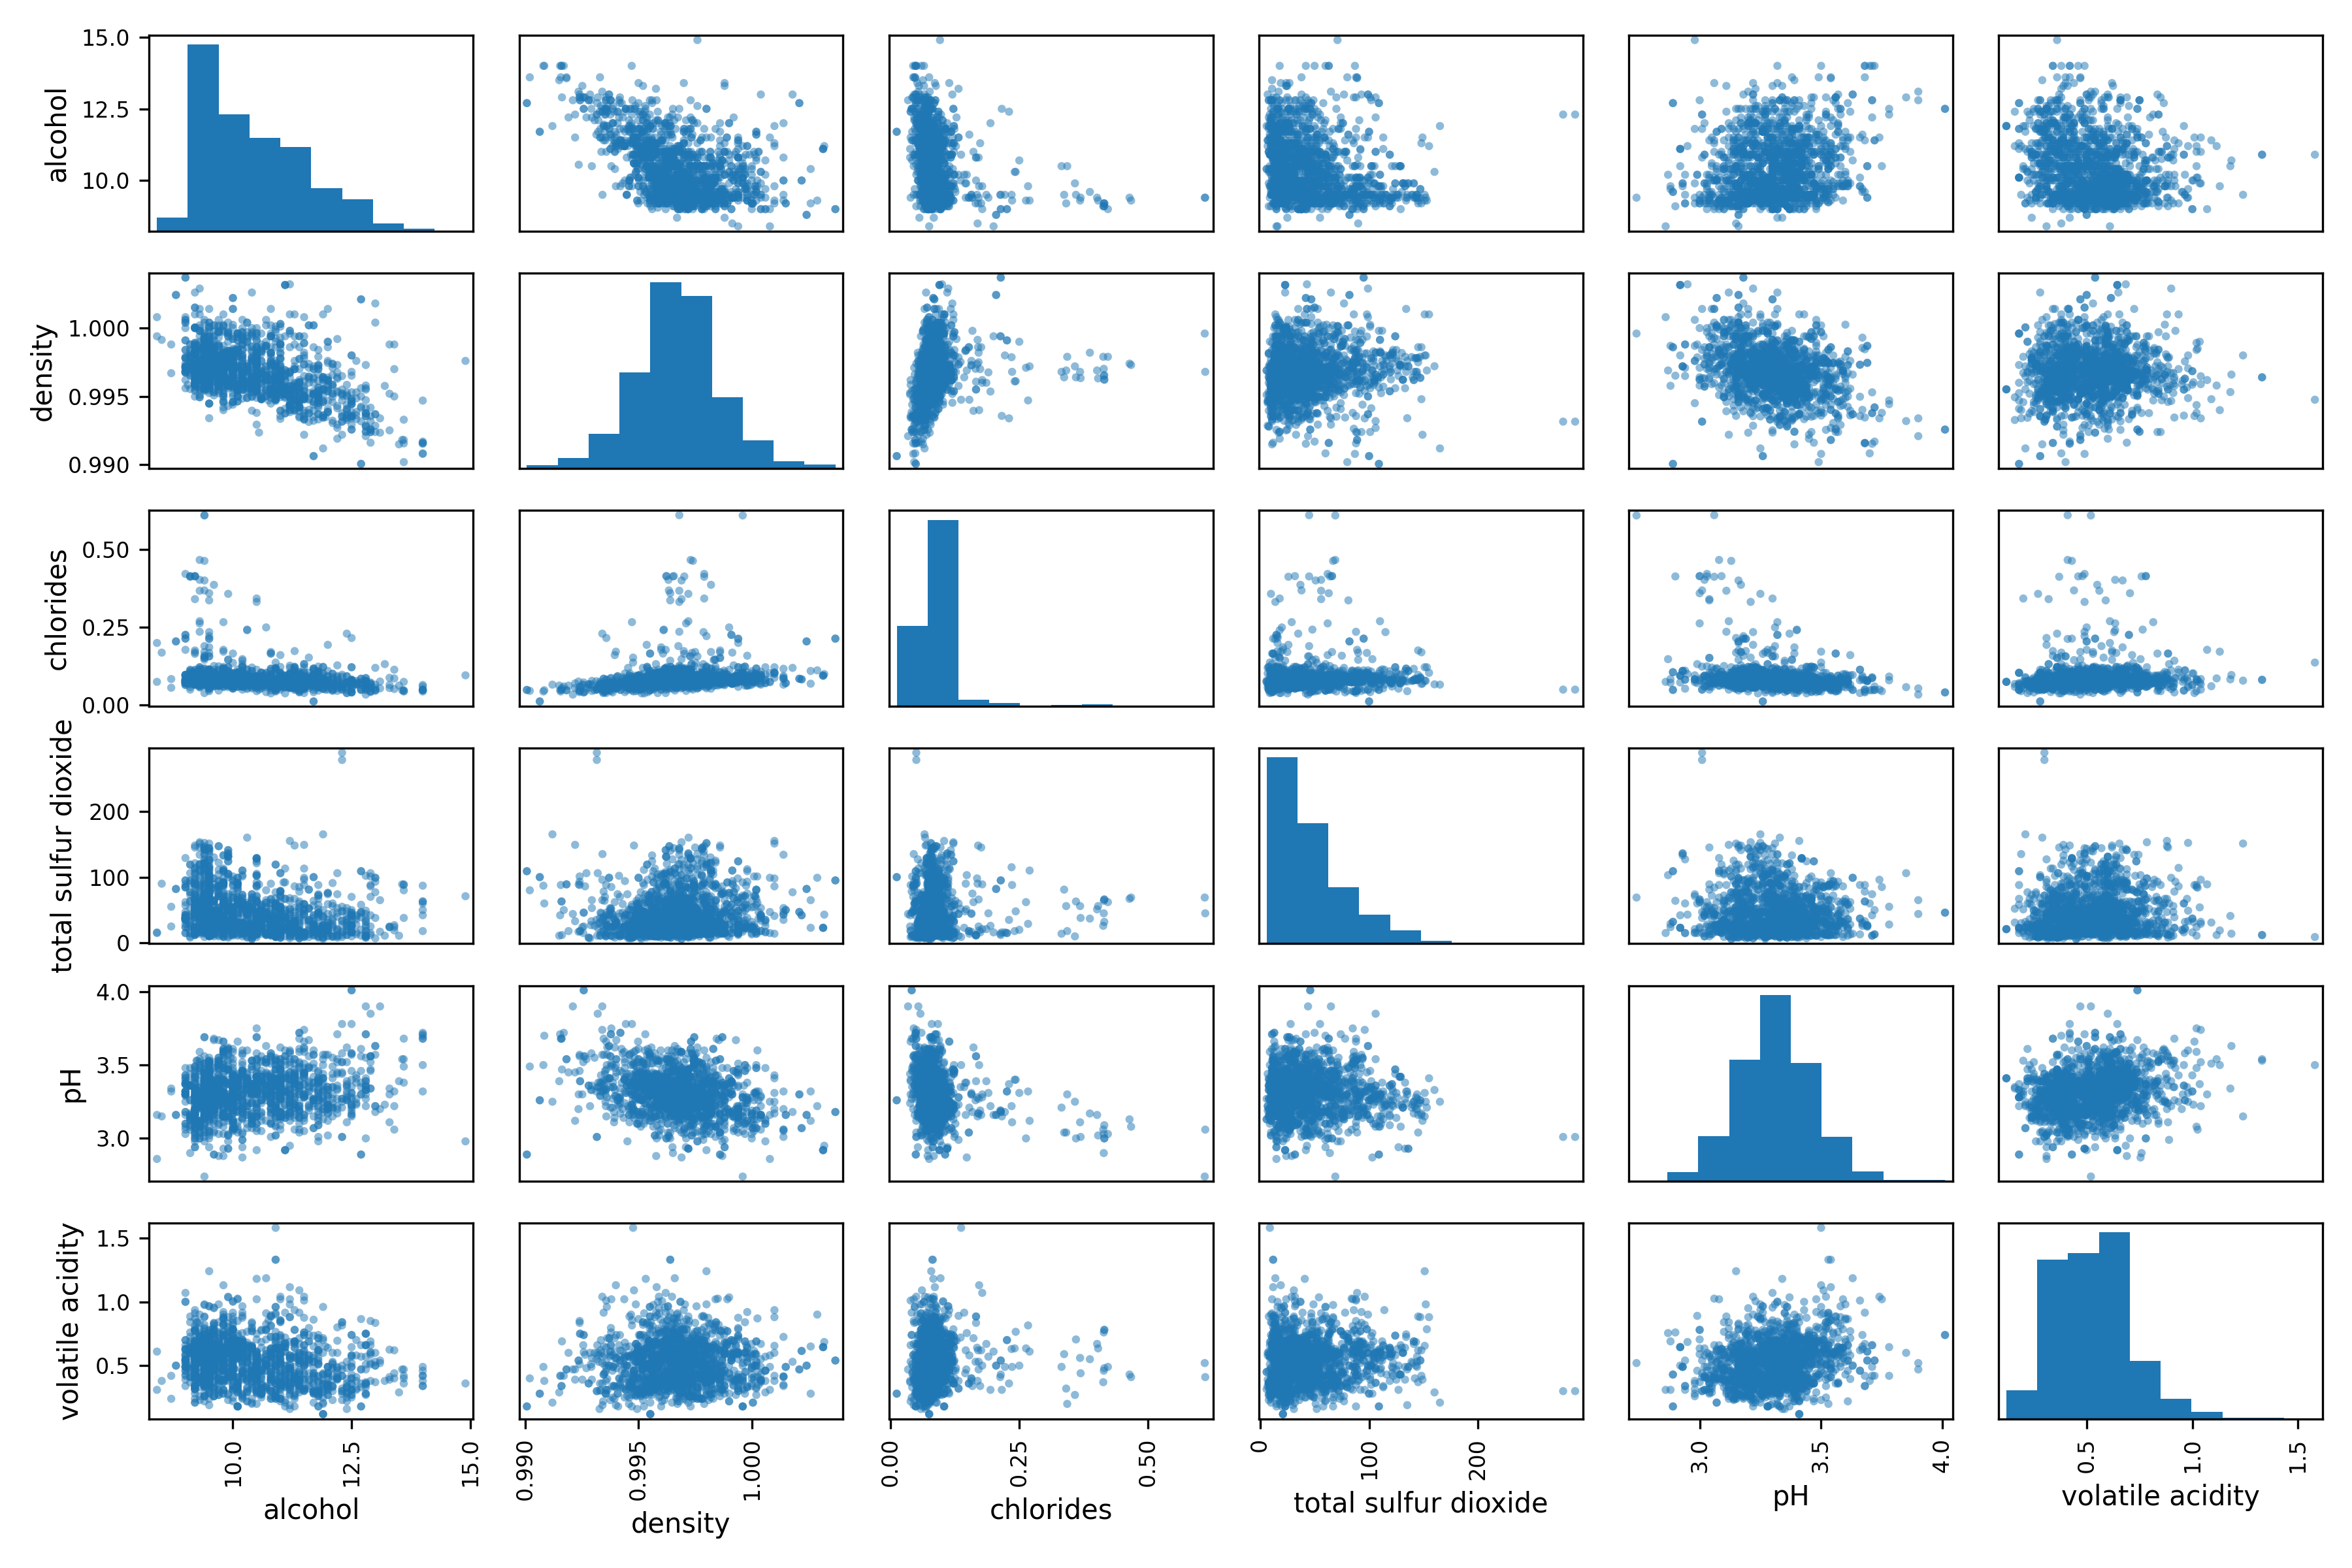 alcohol
15.0
12.5
10.0
density
1.000
0.995
0.990
chlorides
0.50
0.25
0.00
total sulfur dioxide
200
100
0
pH
4.0
3.5
3.0
volatile acidity
1.5
1.0
0.5
10.0 12.5 15.0 0.990 0.995 1.000 0.00 0.25 0.50 0 100 200 3.0 3.5 4.0 0.5 1.0 1.5
alcohol density chlorides total sulfur dioxide pH volatile acidity